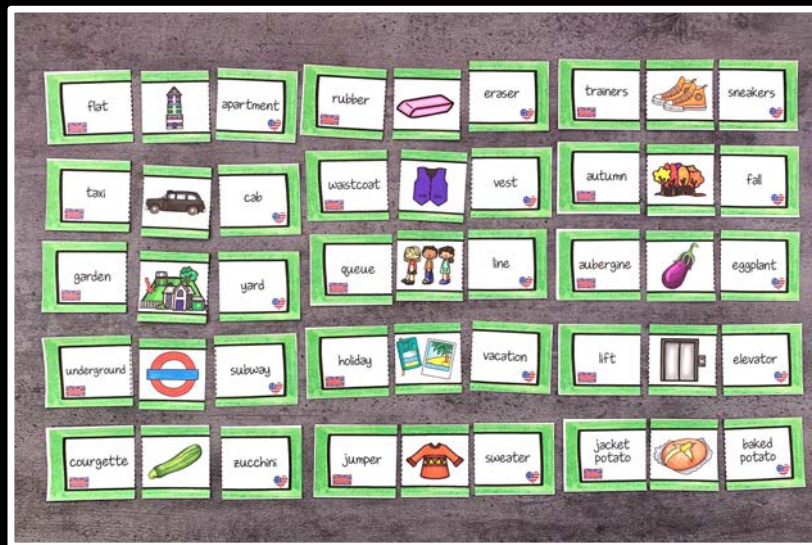 flat
apartment
rubber
eraser
trainers
sneakers
taxi
cab
waistcoat
vest
autumn
fall
garden
yard
queue
line
aubergine
eggplant
underground
subway
holiday
vacation
lift
elevator
courgette
zucchini
jumper
sweater
jacket
potato
baked
potato